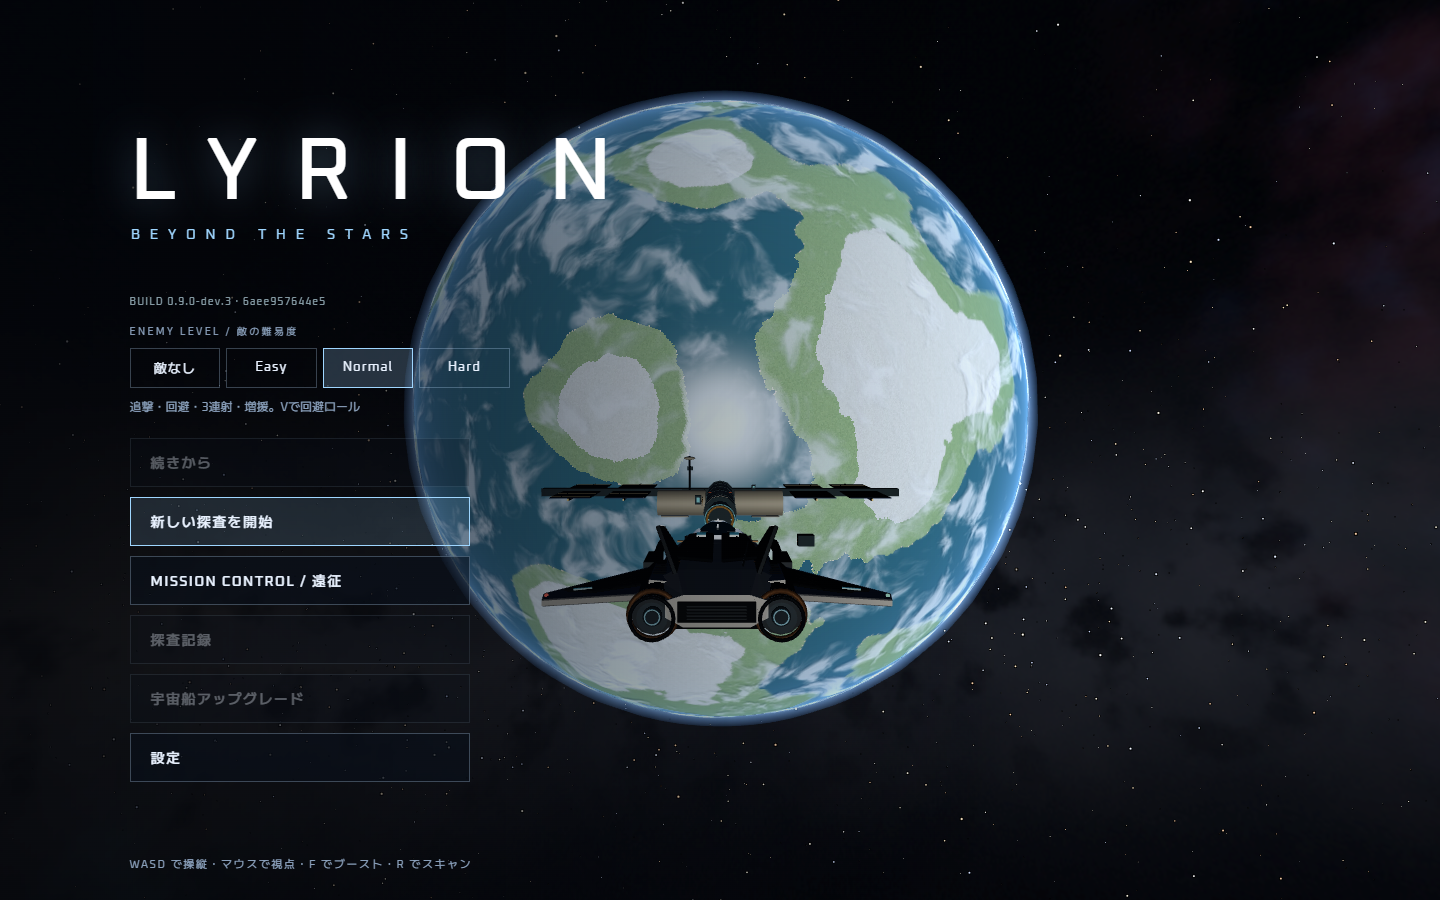 LYRION
BEYOND THE STARS
BUILD 0.9.0-dev.3 · 6aee957644e5
ENEMY LEVEL / 敵の難易度
敵なし Easy Normal Hard
追撃・回避・3連射・増援。Vで回避ロール
続きから
新しい探査を開始
MISSION CONTROL / 遠征
探査記録
宇宙船アップグレード
設定
WASD で操縦・マウスで視点・F でブースト・R でスキャン